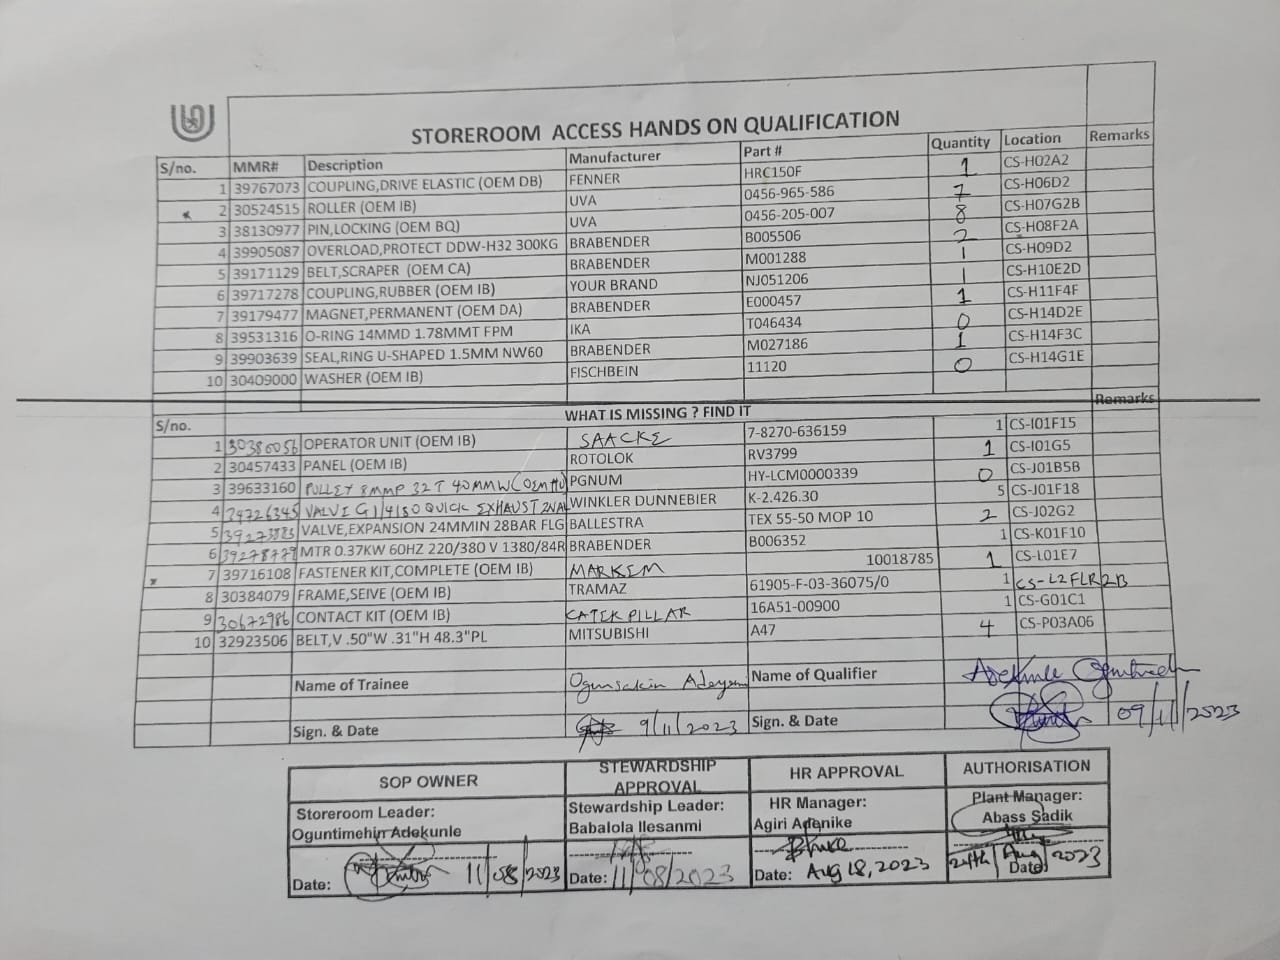 STOREROOM ACCESS HANDS ON QUALIFICATION
S/no. MMR# Description Manufacturer Part # Quantity Location Remarks
1 39767073 COUPLING,DRIVE ELASTIC (OEM DB) FENNER HRC150F 1 CS-H02A2
* 2 30524515 ROLLER (OEM IB) UVA 0456-965-586 7 CS-H06D2
3 38130977 PIN,LOCKING (OEM BQ) UVA 0456-205-007 8 CS-H07G2B
4 39905087 OVERLOAD,PROTECT DDW-H32 300KG BRABENDER B005506 2 CS-H08F2A
5 39171129 BELT,SCRAPER (OEM CA) BRABENDER M001288 1 CS-H09D2
6 39717278 COUPLING,RUBBER (OEM IB) YOUR BRAND NJ051206 1 CS-H10E2D
7 39179477 MAGNET,PERMANENT (OEM DA) BRABENDER E000457 1 CS-H11F4F
8 39531316 O-RING 14MMD 1.78MMT FPM IKA T046434 0 CS-H14D2E
9 39903639 SEAL,RING U-SHAPED 1.5MM NW60 BRABENDER M027186 1 CS-H14F3C
10 30409000 WASHER (OEM IB) FISCHBEIN 11120 0 CS-H14G1E
S/no. WHAT IS MISSING ? FIND IT Remarks
1 30380056 OPERATOR UNIT (OEM IB) SAACKE 7-8270-636159 1 CS-I01F15
2 30457433 PANEL (OEM IB) ROTOLOK RV3799 1 CS-I01G5
3 39633160 PULLEY 8MMP 32T 40MMW(OEM HU) PGNUM HY-LCM0000339 0 CS-J01B5B
4 39726345 VALVE G1/4180 QUICK EXHAUST WINKLER DUNNEBIER K-2.426.30 5 CS-J01F18
5 VALVE,EXPANSION 24MMIN 28BAR FLG BALLESTRA TEX 55-50 MOP 10 2 CS-J02G2
6 39278779 MTR 0.37KW 60HZ 220/380 V 1380/84R BRABENDER B006352 1 CS-K01F10
* 7 39716108 FASTENER KIT,COMPLETE (OEM IB) MARKEM 10018785 1 CS-L01E7
8 30384079 FRAME,SEIVE (OEM IB) TRAMAZ 61905-F-03-36075/0 1 CS-L2FLR2B
9 30672986 CONTACT KIT (OEM IB) CATERPILLAR 16A51-00900 1 CS-G01C1
10 32923506 BELT,V .50"W .31"H 48.3"PL MITSUBISHI A47 4 CS-P03A06
Name of Trainee Ogunsakin Name of Qualifier Adekunle
Sign. & Date 9/11/2023 Sign. & Date 09/11/2023
SOP OWNER STEWARDSHIP APPROVAL HR APPROVAL AUTHORISATION
Storeroom Leader: Stewardship Leader: HR Manager: Plant Manager:
Oguntimehin Adekunle Babalola Ilesanmi Agiri Adenike Abass Sadik
Date: 11/08/2023 Date: 11/08/2023 Date: Aug 18, 2023 24th/Aug/2023 Date: